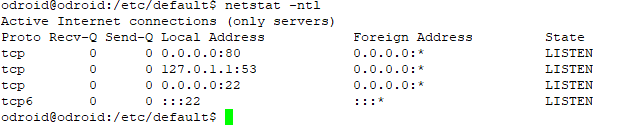 odroid@odroid:/etc/default$ netstat -ntl
Active Internet connections (only servers)
Proto Recv-Q Send-Q Local Address           Foreign Address         State
tcp        0      0 0.0.0.0:80              0.0.0.0:*               LISTEN
tcp        0      0 127.0.1.1:53            0.0.0.0:*               LISTEN
tcp        0      0 0.0.0.0:22              0.0.0.0:*               LISTEN
tcp6       0      0 :::22                   :::*                    LISTEN
odroid@odroid:/etc/default$